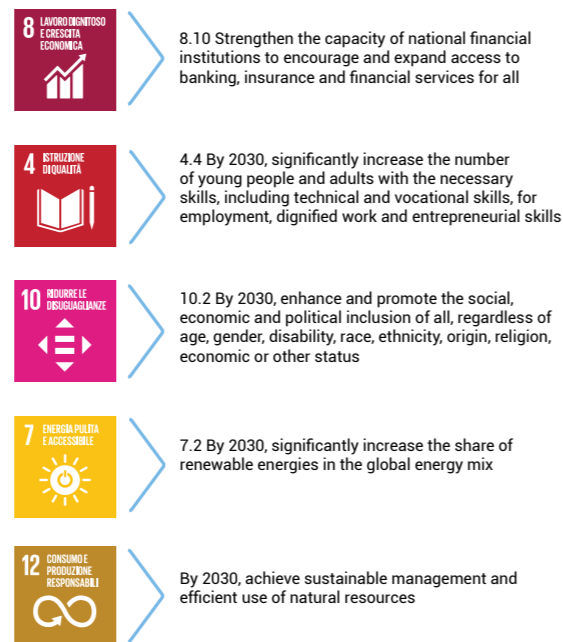 8 LAVORO DIGNITOSO
E CRESCITA
ECONOMICA
8.10 Strengthen the capacity of national financial
institutions to encourage and expand access to
banking, insurance and financial services for all
4 ISTRUZIONE
DI QUALITÀ
4.4 By 2030, significantly increase the number
of young people and adults with the necessary
skills, including technical and vocational skills, for
employment, dignified work and entrepreneurial skills
10 RIDURRE LE
DISUGUAGLIANZE
10.2 By 2030, enhance and promote the social,
economic and political inclusion of all, regardless of
age, gender, disability, race, ethnicity, origin, religion,
economic or other status
7 ENERGIA PULITA
E ACCESSIBILE
7.2 By 2030, significantly increase the share of
renewable energies in the global energy mix
12 CONSUMO E
PRODUZIONE
RESPONSABILI
By 2030, achieve sustainable management and
efficient use of natural resources